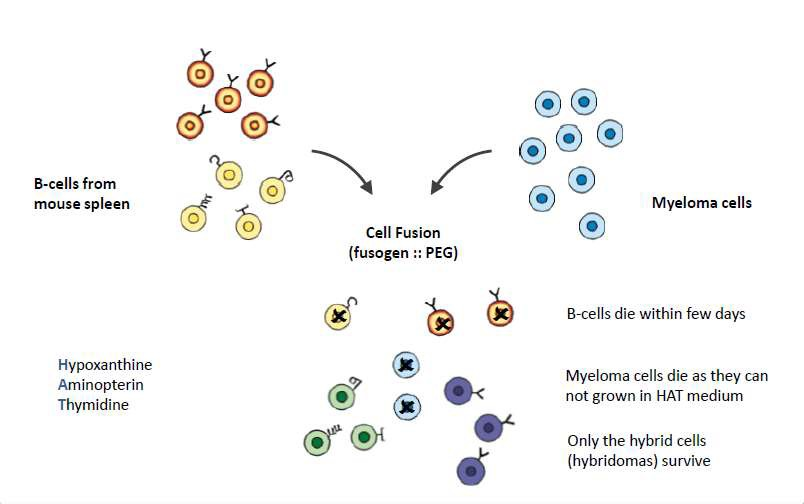 B-cells from
mouse spleen
Myeloma cells
Cell Fusion
(fusogen :: PEG)
B-cells die within few days
Hypoxanthine
Aminopterin
Thymidine
Myeloma cells die as they can
not grown in HAT medium
Only the hybrid cells
(hybridomas) survive